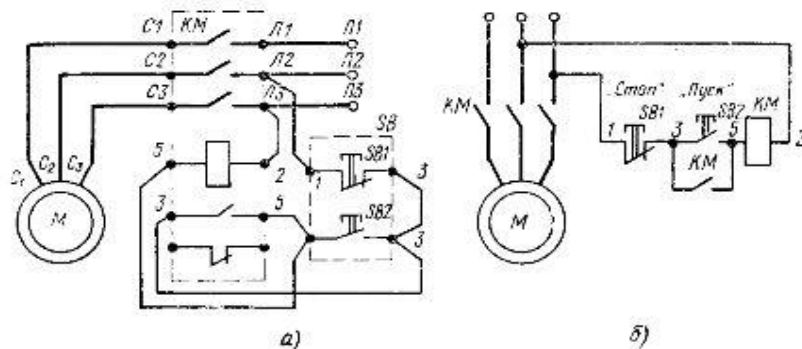 С1 КМ Л1 Л1
С2 Л2 Л2
С3 Л3 Л3
SB
5 2 1 SB1 3
С1 С2 С3
М
3 5 SB2 3
а)
КМ
"Стоп" "Пуск" КМ
SB1 SB2
1 3 5 2
КМ
М
б)